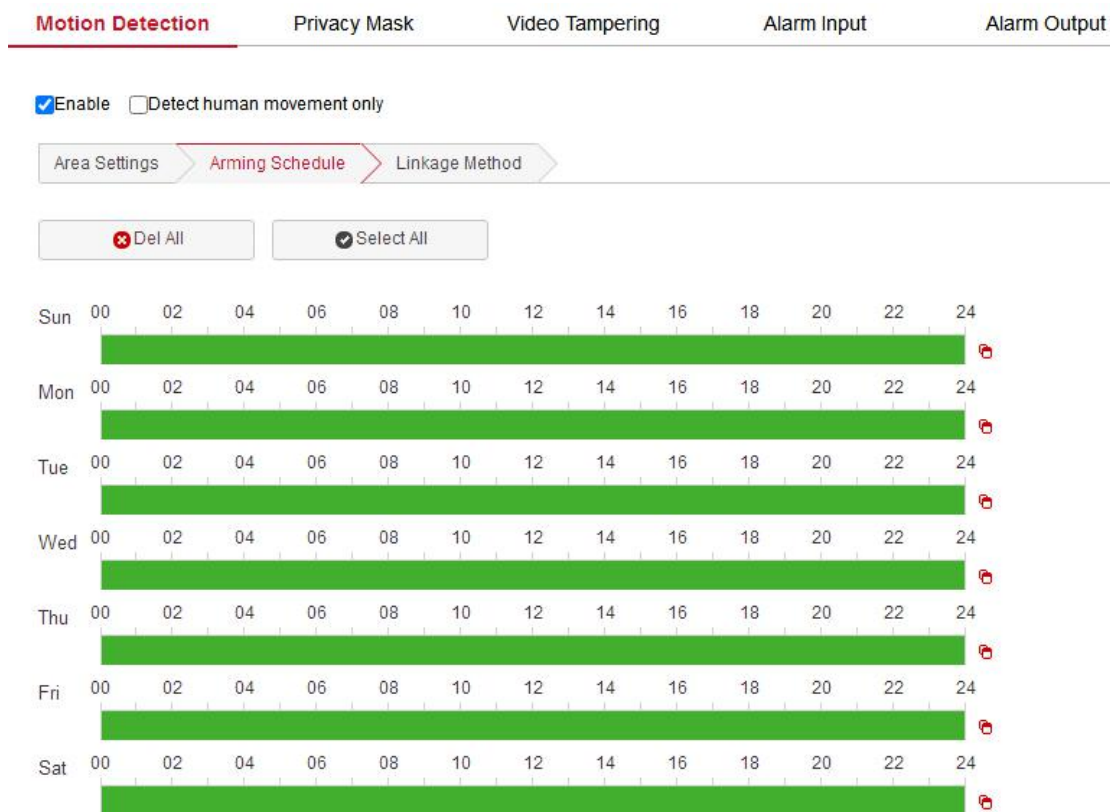 Motion Detection Privacy Mask Video Tampering Alarm Input Alarm Output
Enable Detect human movement only
Area Settings Arming Schedule Linkage Method
Del All Select All
00 02 04 06 08 10 12 14 16 18 20 22 24
Sun
00 02 04 06 08 10 12 14 16 18 20 22 24
Mon
00 02 04 06 08 10 12 14 16 18 20 22 24
Tue
00 02 04 06 08 10 12 14 16 18 20 22 24
Wed
00 02 04 06 08 10 12 14 16 18 20 22 24
Thu
00 02 04 06 08 10 12 14 16 18 20 22 24
Fri
00 02 04 06 08 10 12 14 16 18 20 22 24
Sat